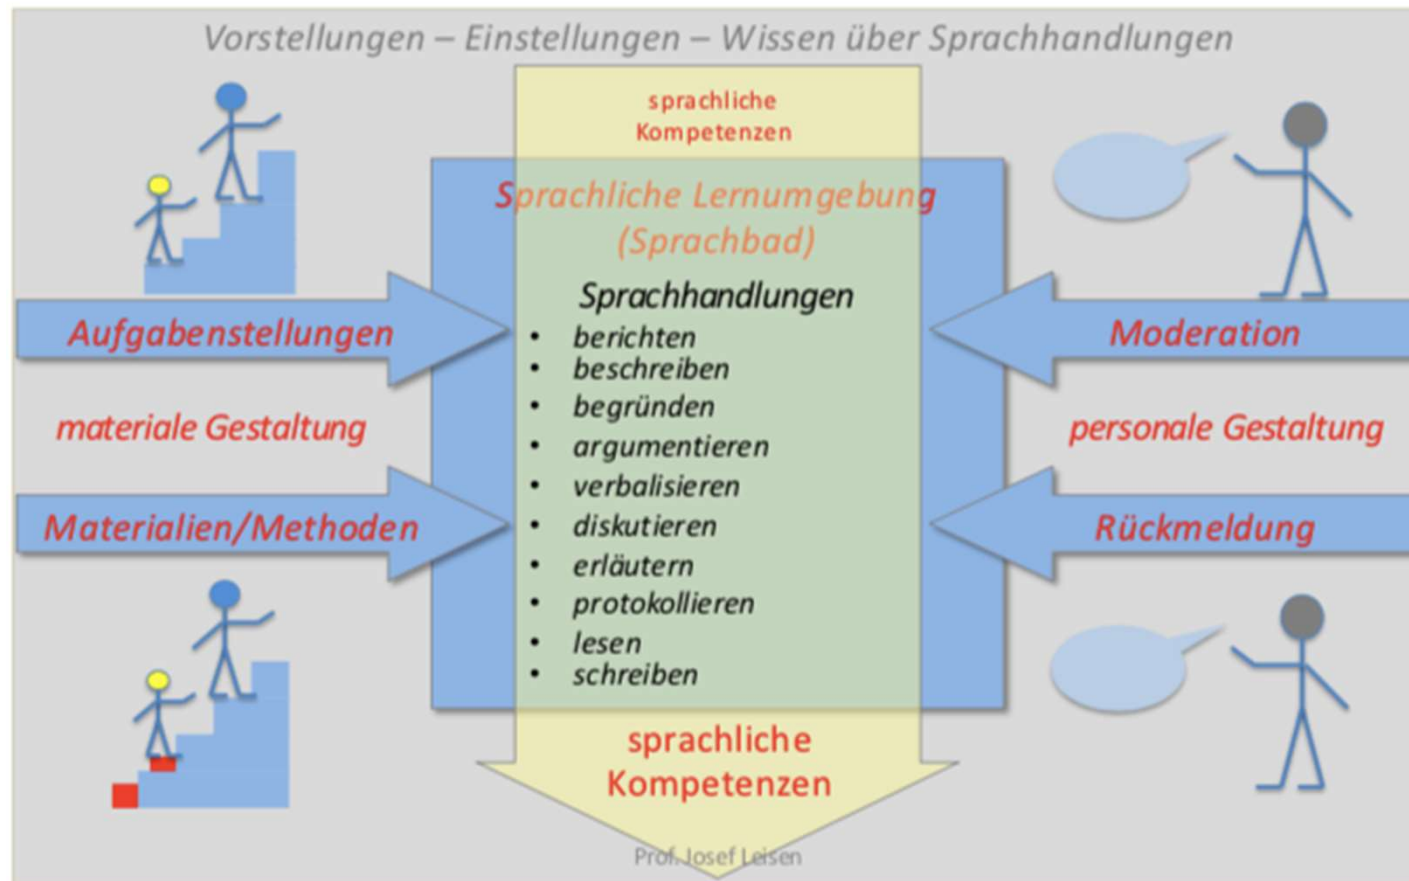 Vorstellungen – Einstellungen – Wissen über Sprachhandlungen
sprachliche
Kompetenzen
Sprachliche Lernumgebung
(Sprachbad)
Sprachhandlungen
• berichten
• beschreiben
• begründen
• argumentieren
• verbalisieren
• diskutieren
• erläutern
• protokollieren
• lesen
• schreiben
Aufgabenstellungen
materiale Gestaltung
Materialien/Methoden
Moderation
personale Gestaltung
Rückmeldung
sprachliche
Kompetenzen
Prof. Josef Leisen